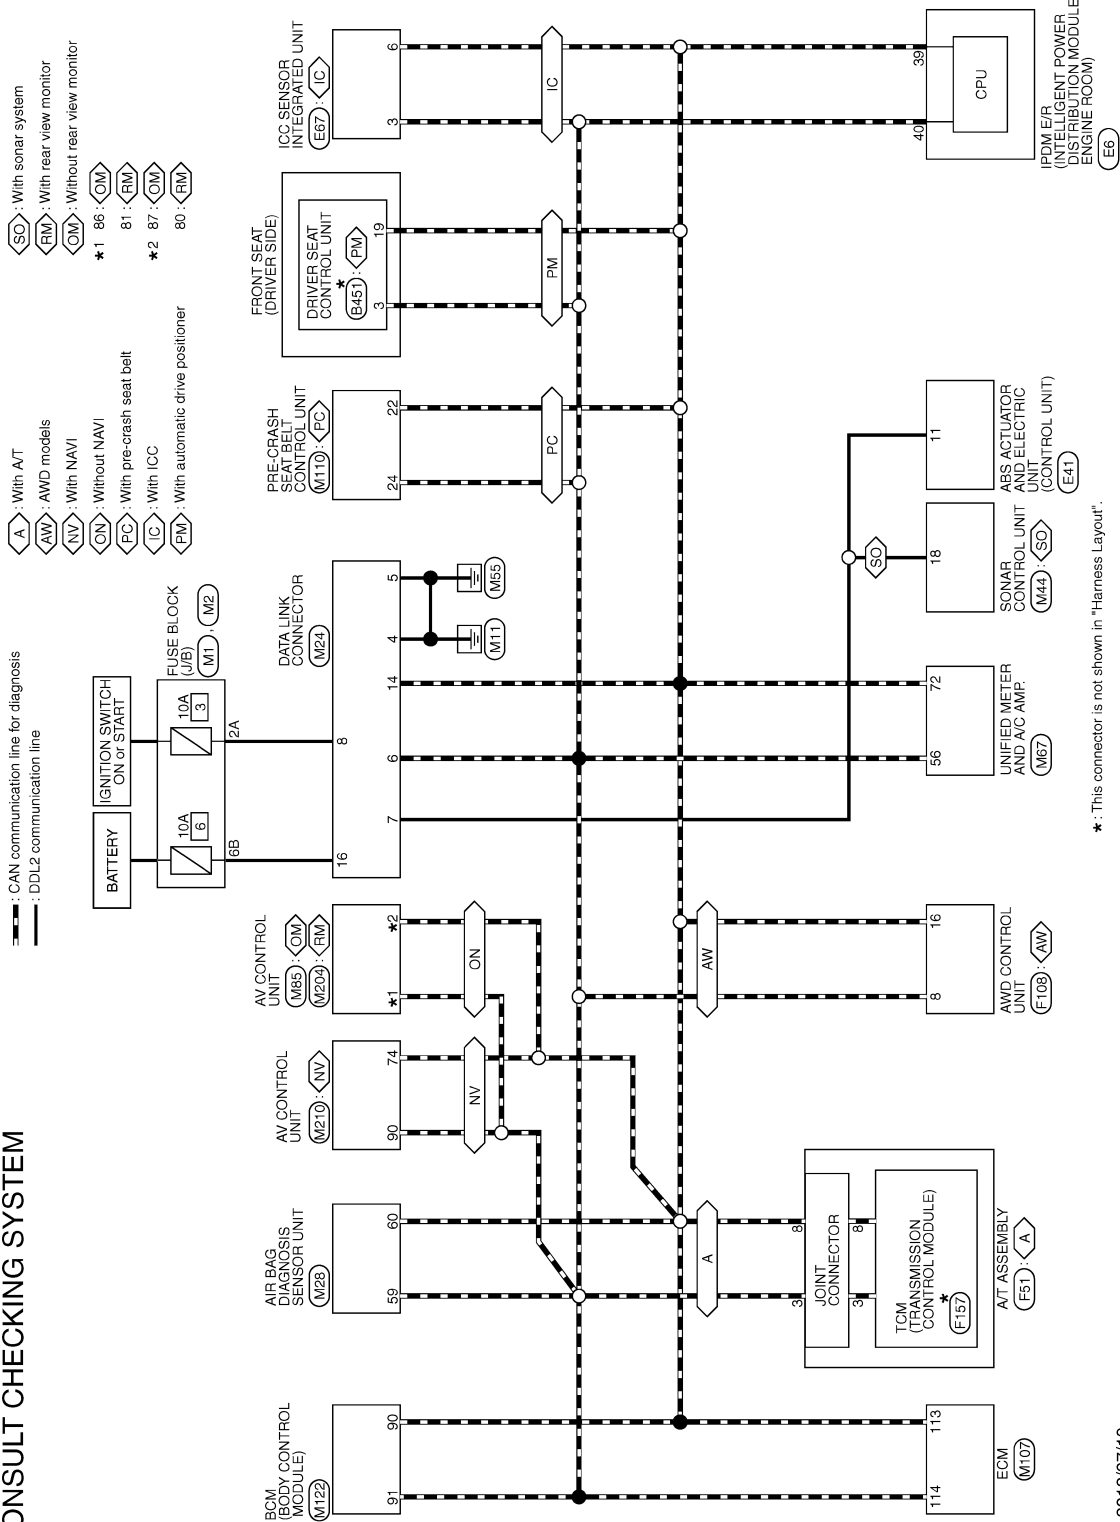 ONSULT CHECKING SYSTEM
: CAN communication line for diagnosis
: DDL2 communication line
A : With A/T
AW : AWD models
NV : With NAVI
ON : Without NAVI
PC : With pre-crash seat belt
IC : With ICC
PM : With automatic drive positioner
SO : With sonar system
RM : With rear view monitor
OM : Without rear view monitor
*1 86 : OM
81 : RM
*2 87 : OM
80 : RM
BATTERY
IGNITION SWITCH
ON or START
10A
6
10A
3
FUSE BLOCK
(J/B)
M1 , M2
6B
2A
BCM
(BODY CONTROL
MODULE)
M122
91
90
AIR BAG
DIAGNOSIS
SENSOR UNIT
M28
59
60
AV CONTROL
UNIT
M210 : NV
90
74
AV CONTROL
UNIT
M85 : OM
M204 : RM
*1
*2
DATA LINK
CONNECTOR
M24
16
8
7
6
14
4
5
M11
M55
PRE-CRASH
SEAT BELT
CONTROL UNIT
M110 : PC
24
22
FRONT SEAT
(DRIVER SIDE)
DRIVER SEAT
CONTROL UNIT
*
B451 : PM
3
19
ICC SENSOR
INTEGRATED UNIT
E67 : IC
3
6
NV
ON
PC
PM
IC
A
AW
SO
114
113
ECM
M107
3
8
JOINT
CONNECTOR
3
8
TCM
(TRANSMISSION
CONTROL MODULE)
*
F157
A/T ASSEMBLY
F51 : A
8
16
AWD CONTROL
UNIT
F108 : AW
56
72
UNIFIED METER
AND A/C AMP.
M67
18
SONAR
CONTROL UNIT
M44 : SO
11
ABS ACTUATOR
AND ELECTRIC
UNIT
(CONTROL UNIT)
E41
40
39
CPU
IPDM E/R
(INTELLIGENT POWER
DISTRIBUTION MODULE
ENGINE ROOM)
E6
* : This connector is not shown in "Harness Layout".